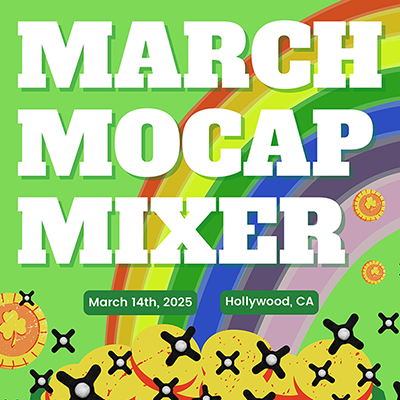 MARCH
MOCAP
MIXER
March 14th, 2025
Hollywood, CA